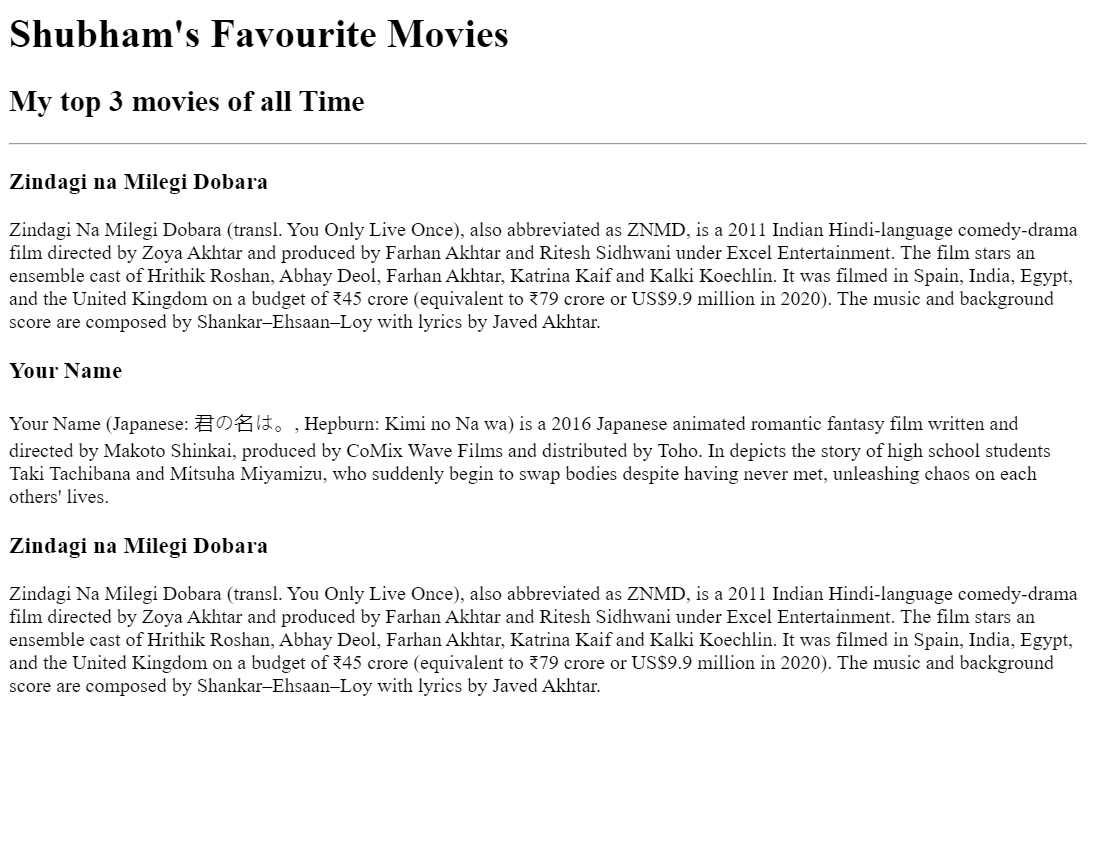 Shubham's Favourite Movies
My top 3 movies of all Time
Zindagi na Milegi Dobara
Zindagi Na Milegi Dobara (transl. You Only Live Once), also abbreviated as ZNMD, is a 2011 Indian Hindi-language comedy-drama
film directed by Zoya Akhtar and produced by Farhan Akhtar and Ritesh Sidhwani under Excel Entertainment. The film stars an
ensemble cast of Hrithik Roshan, Abhay Deol, Farhan Akhtar, Katrina Kaif and Kalki Koechlin. It was filmed in Spain, India, Egypt,
and the United Kingdom on a budget of ₹45 crore (equivalent to ₹79 crore or US$9.9 million in 2020). The music and background
score are composed by Shankar–Ehsaan–Loy with lyrics by Javed Akhtar.
Your Name
Your Name (Japanese: 君の名は。, Hepburn: Kimi no Na wa) is a 2016 Japanese animated romantic fantasy film written and
directed by Makoto Shinkai, produced by CoMix Wave Films and distributed by Toho. In depicts the story of high school students
Taki Tachibana and Mitsuha Miyamizu, who suddenly begin to swap bodies despite having never met, unleashing chaos on each
others' lives.
Zindagi na Milegi Dobara
Zindagi Na Milegi Dobara (transl. You Only Live Once), also abbreviated as ZNMD, is a 2011 Indian Hindi-language comedy-drama
film directed by Zoya Akhtar and produced by Farhan Akhtar and Ritesh Sidhwani under Excel Entertainment. The film stars an
ensemble cast of Hrithik Roshan, Abhay Deol, Farhan Akhtar, Katrina Kaif and Kalki Koechlin. It was filmed in Spain, India, Egypt,
and the United Kingdom on a budget of ₹45 crore (equivalent to ₹79 crore or US$9.9 million in 2020). The music and background
score are composed by Shankar–Ehsaan–Loy with lyrics by Javed Akhtar.